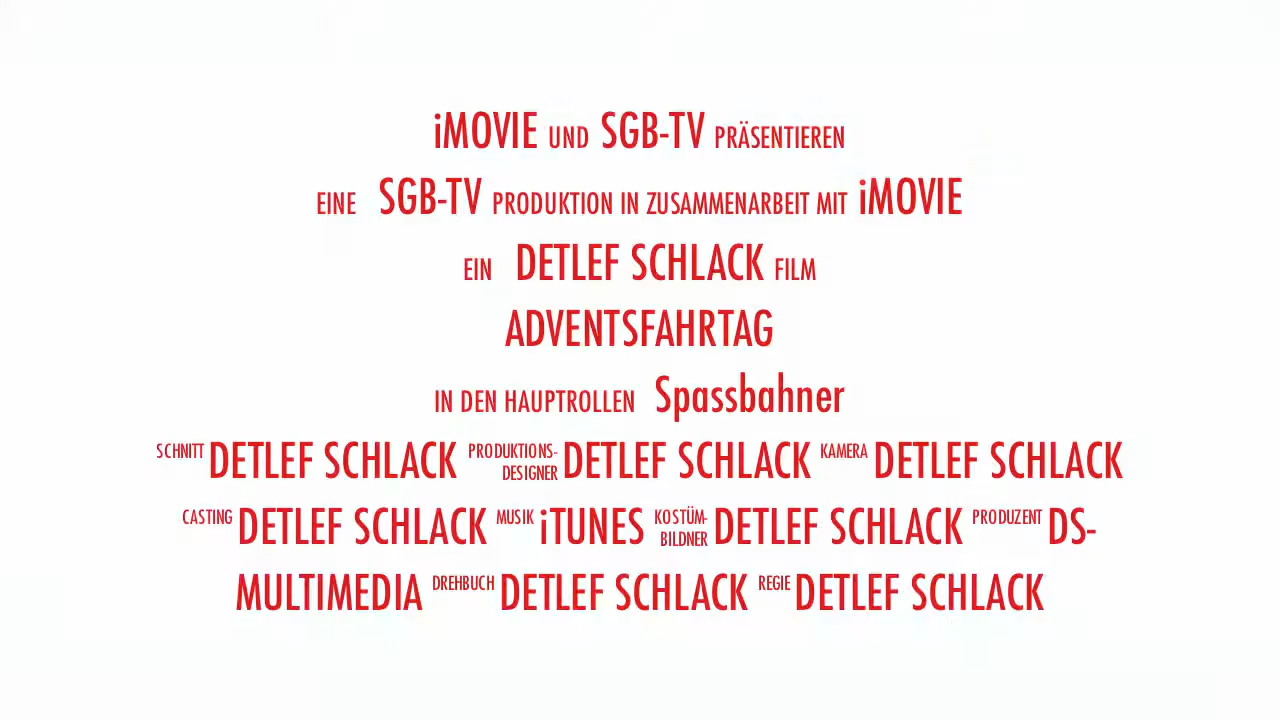 iMOVIE UND SGB-TV PRÄSENTIEREN
EINE SGB-TV PRODUKTION IN ZUSAMMENARBEIT MIT iMOVIE
EIN DETLEF SCHLACK FILM
ADVENTSFAHRTAG
IN DEN HAUPTROLLEN Spassbahner
SCHNITT DETLEF SCHLACK PRODUKTIONS-DESIGNER DETLEF SCHLACK KAMERA DETLEF SCHLACK
CASTING DETLEF SCHLACK MUSIK iTUNES KOSTÜM-BILDNER DETLEF SCHLACK PRODUZENT DS-
MULTIMEDIA DREHBUCH DETLEF SCHLACK REGIE DETLEF SCHLACK